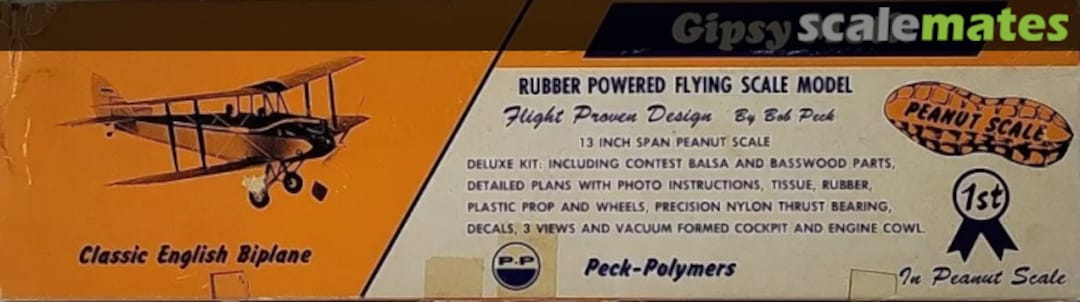 Gipsy
scalemates
RUBBER POWERED FLYING SCALE MODEL
Flight Proven Design By Bob Peck
13 INCH SPAN PEANUT SCALE
DELUXE KIT: INCLUDING CONTEST BALSA AND BASSWOOD PARTS,
DETAILED PLANS WITH PHOTO INSTRUCTIONS, TISSUE, RUBBER,
PLASTIC PROP AND WHEELS, PRECISION NYLON THRUST BEARING,
DECALS, 3 VIEWS AND VACUUM FORMED COCKPIT AND ENGINE COWL
PEANUT SCALE
1st
In Peanut Scale
Classic English Biplane
P-P
Peck-Polymers